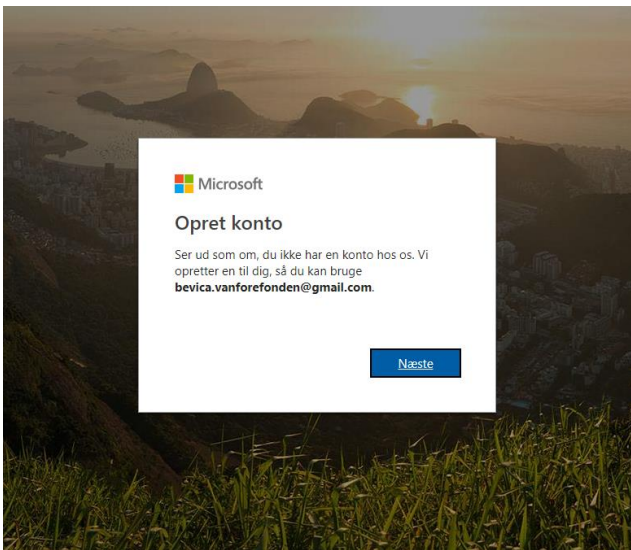 Microsoft
Opret konto
Ser ud som om, du ikke har en konto hos os. Vi
opretter en til dig, så du kan bruge
bevica.vanforefonden@gmail.com.
Næste